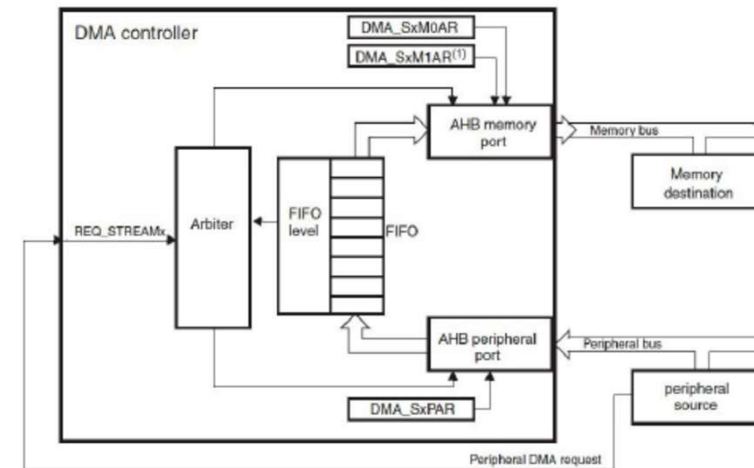 DMA controller
DMA_SxM0AR
DMA_SxM1AR(1)
AHB memory
port
Memory bus
Memory
destination
REQ_STREAMx
Arbiter
FIFO
level
FIFO
AHB peripheral
port
Peripheral bus
peripheral
source
DMA_SxPAR
Peripheral DMA request